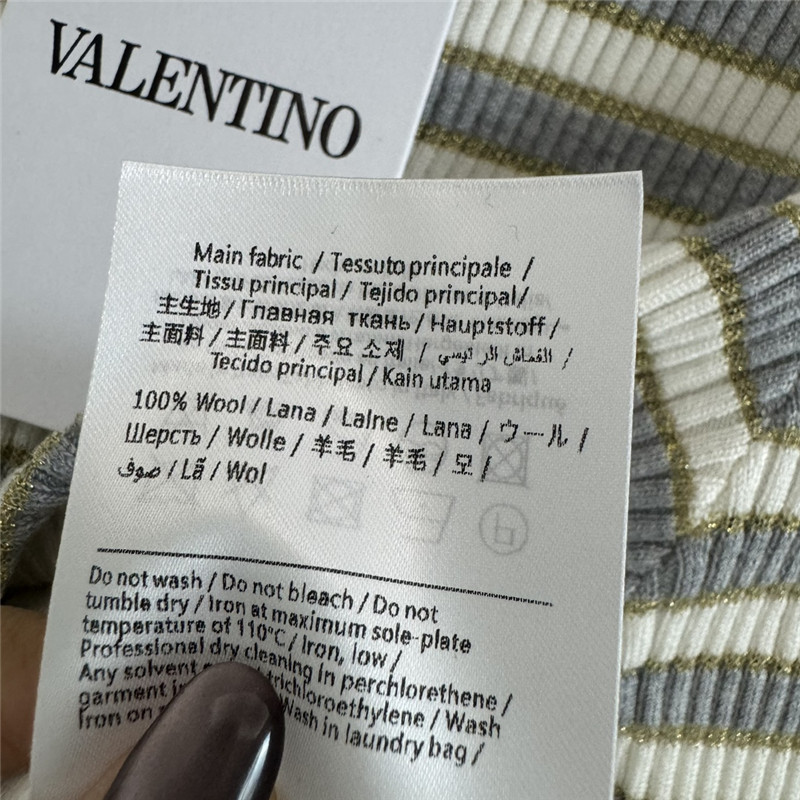 VALENTINO
Main fabric / Tessuto principale /
Tissu principal / Tejido principal/
主生地 / Главная ткань / Hauptstoff /
主面料 / 主面料 / 주요 소재 / القماش الر ئيسي /
Tecido principal / Kain utama
100% Wool / Lana / Lalne / Lana / ウール /
Шерсть / Wolle / 羊毛 / 羊毛 / 모 /
صوف / Lã / Wol
Do not wash / Do not bleach / Do not
tumble dry / Iron at maximum sole-plate
temperature of 110°C / Iron, low /
Professional dry cleaning in perchlorethene /
Any solvent trichloroethylene / Wash
garment in
Iron on Wash in laundry bag /